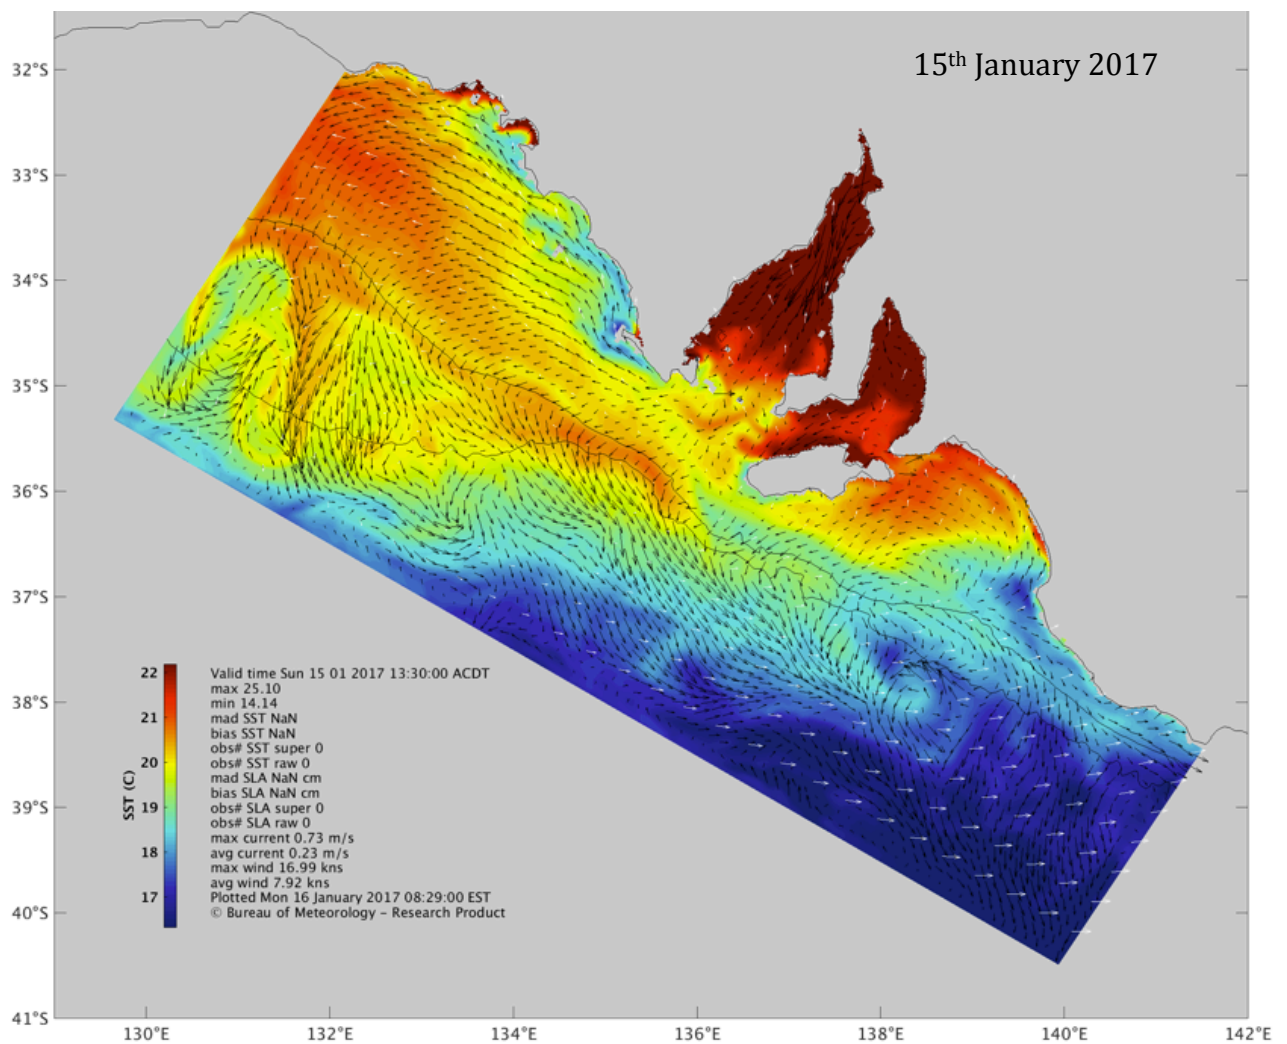 15th January 2017
32°S
33°S
34°S
35°S
36°S
37°S
38°S
39°S
40°S
41°S
22
21
20
19
18
17
SST (C)
Valid time Sun 15 01 2017 13:30:00 ACDT
max 25.10
min 14.14
mad SST NaN
bias SST NaN
obs# SST super 0
obs# SST raw 0
mad SLA NaN cm
bias SLA NaN cm
obs# SLA super 0
obs# SLA raw 0
max current 0.73 m/s
avg current 0.23 m/s
max wind 16.99 kns
avg wind 7.92 kns
Plotted Mon 16 January 2017 08:29:00 EST
© Bureau of Meteorology - Research Product
130°E
132°E
134°E
136°E
138°E
140°E
142°E